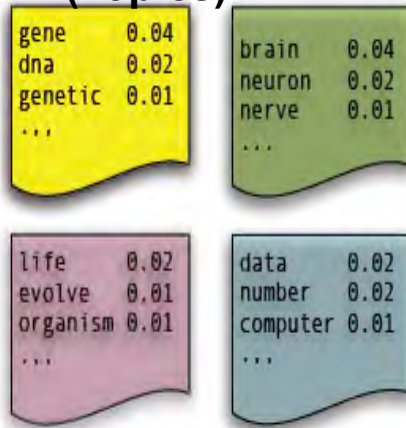 gene 0.04
dna 0.02
genetic 0.01
...
brain 0.04
neuron 0.02
nerve 0.01
...
life 0.02
evolve 0.01
organism 0.01
...
data 0.02
number 0.02
computer 0.01
...